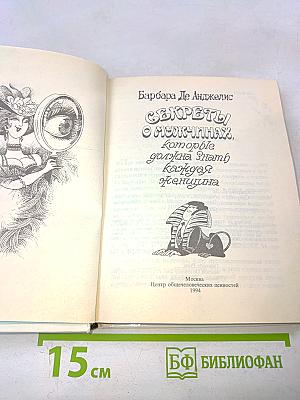 Барбара Де Анджелис
СЕКРЕТЫ
О МУЖЧИНАХ,
которые
должна знать
каждая
женщина
Москва
Центр общечеловеческих ценностей
1994
15 см
БФ БИБЛИОФАН